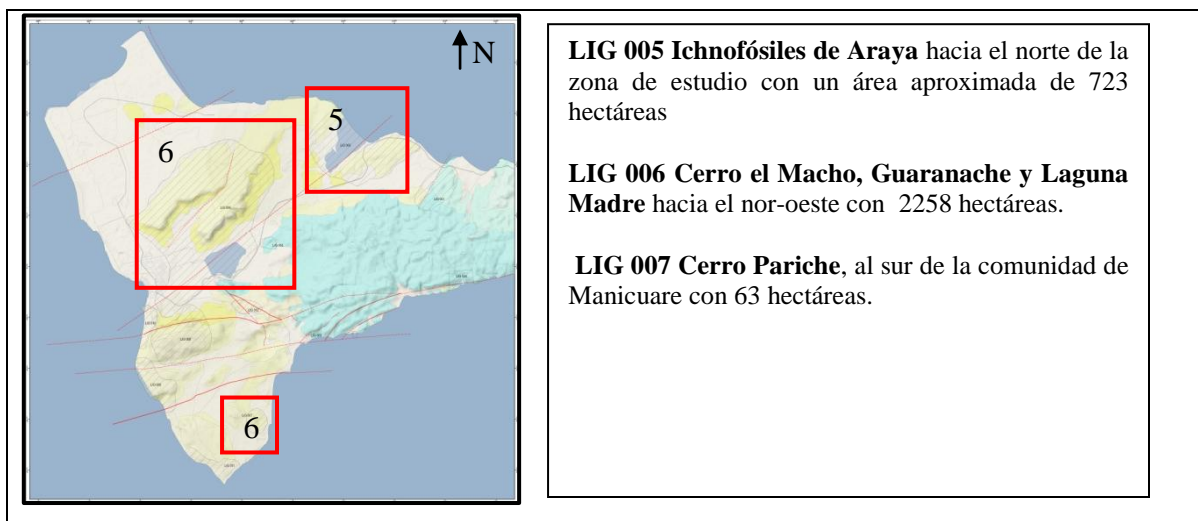 N
5
6
6
LIG 005 Ichnofósiles de Araya hacia el norte de la
zona de estudio con un área aproximada de 723
hectáreas
LIG 006 Cerro el Macho, Guaranache y Laguna
Madre hacia el nor-oeste con 2258 hectáreas.
LIG 007 Cerro Pariche, al sur de la comunidad de
Manicuare con 63 hectáreas.